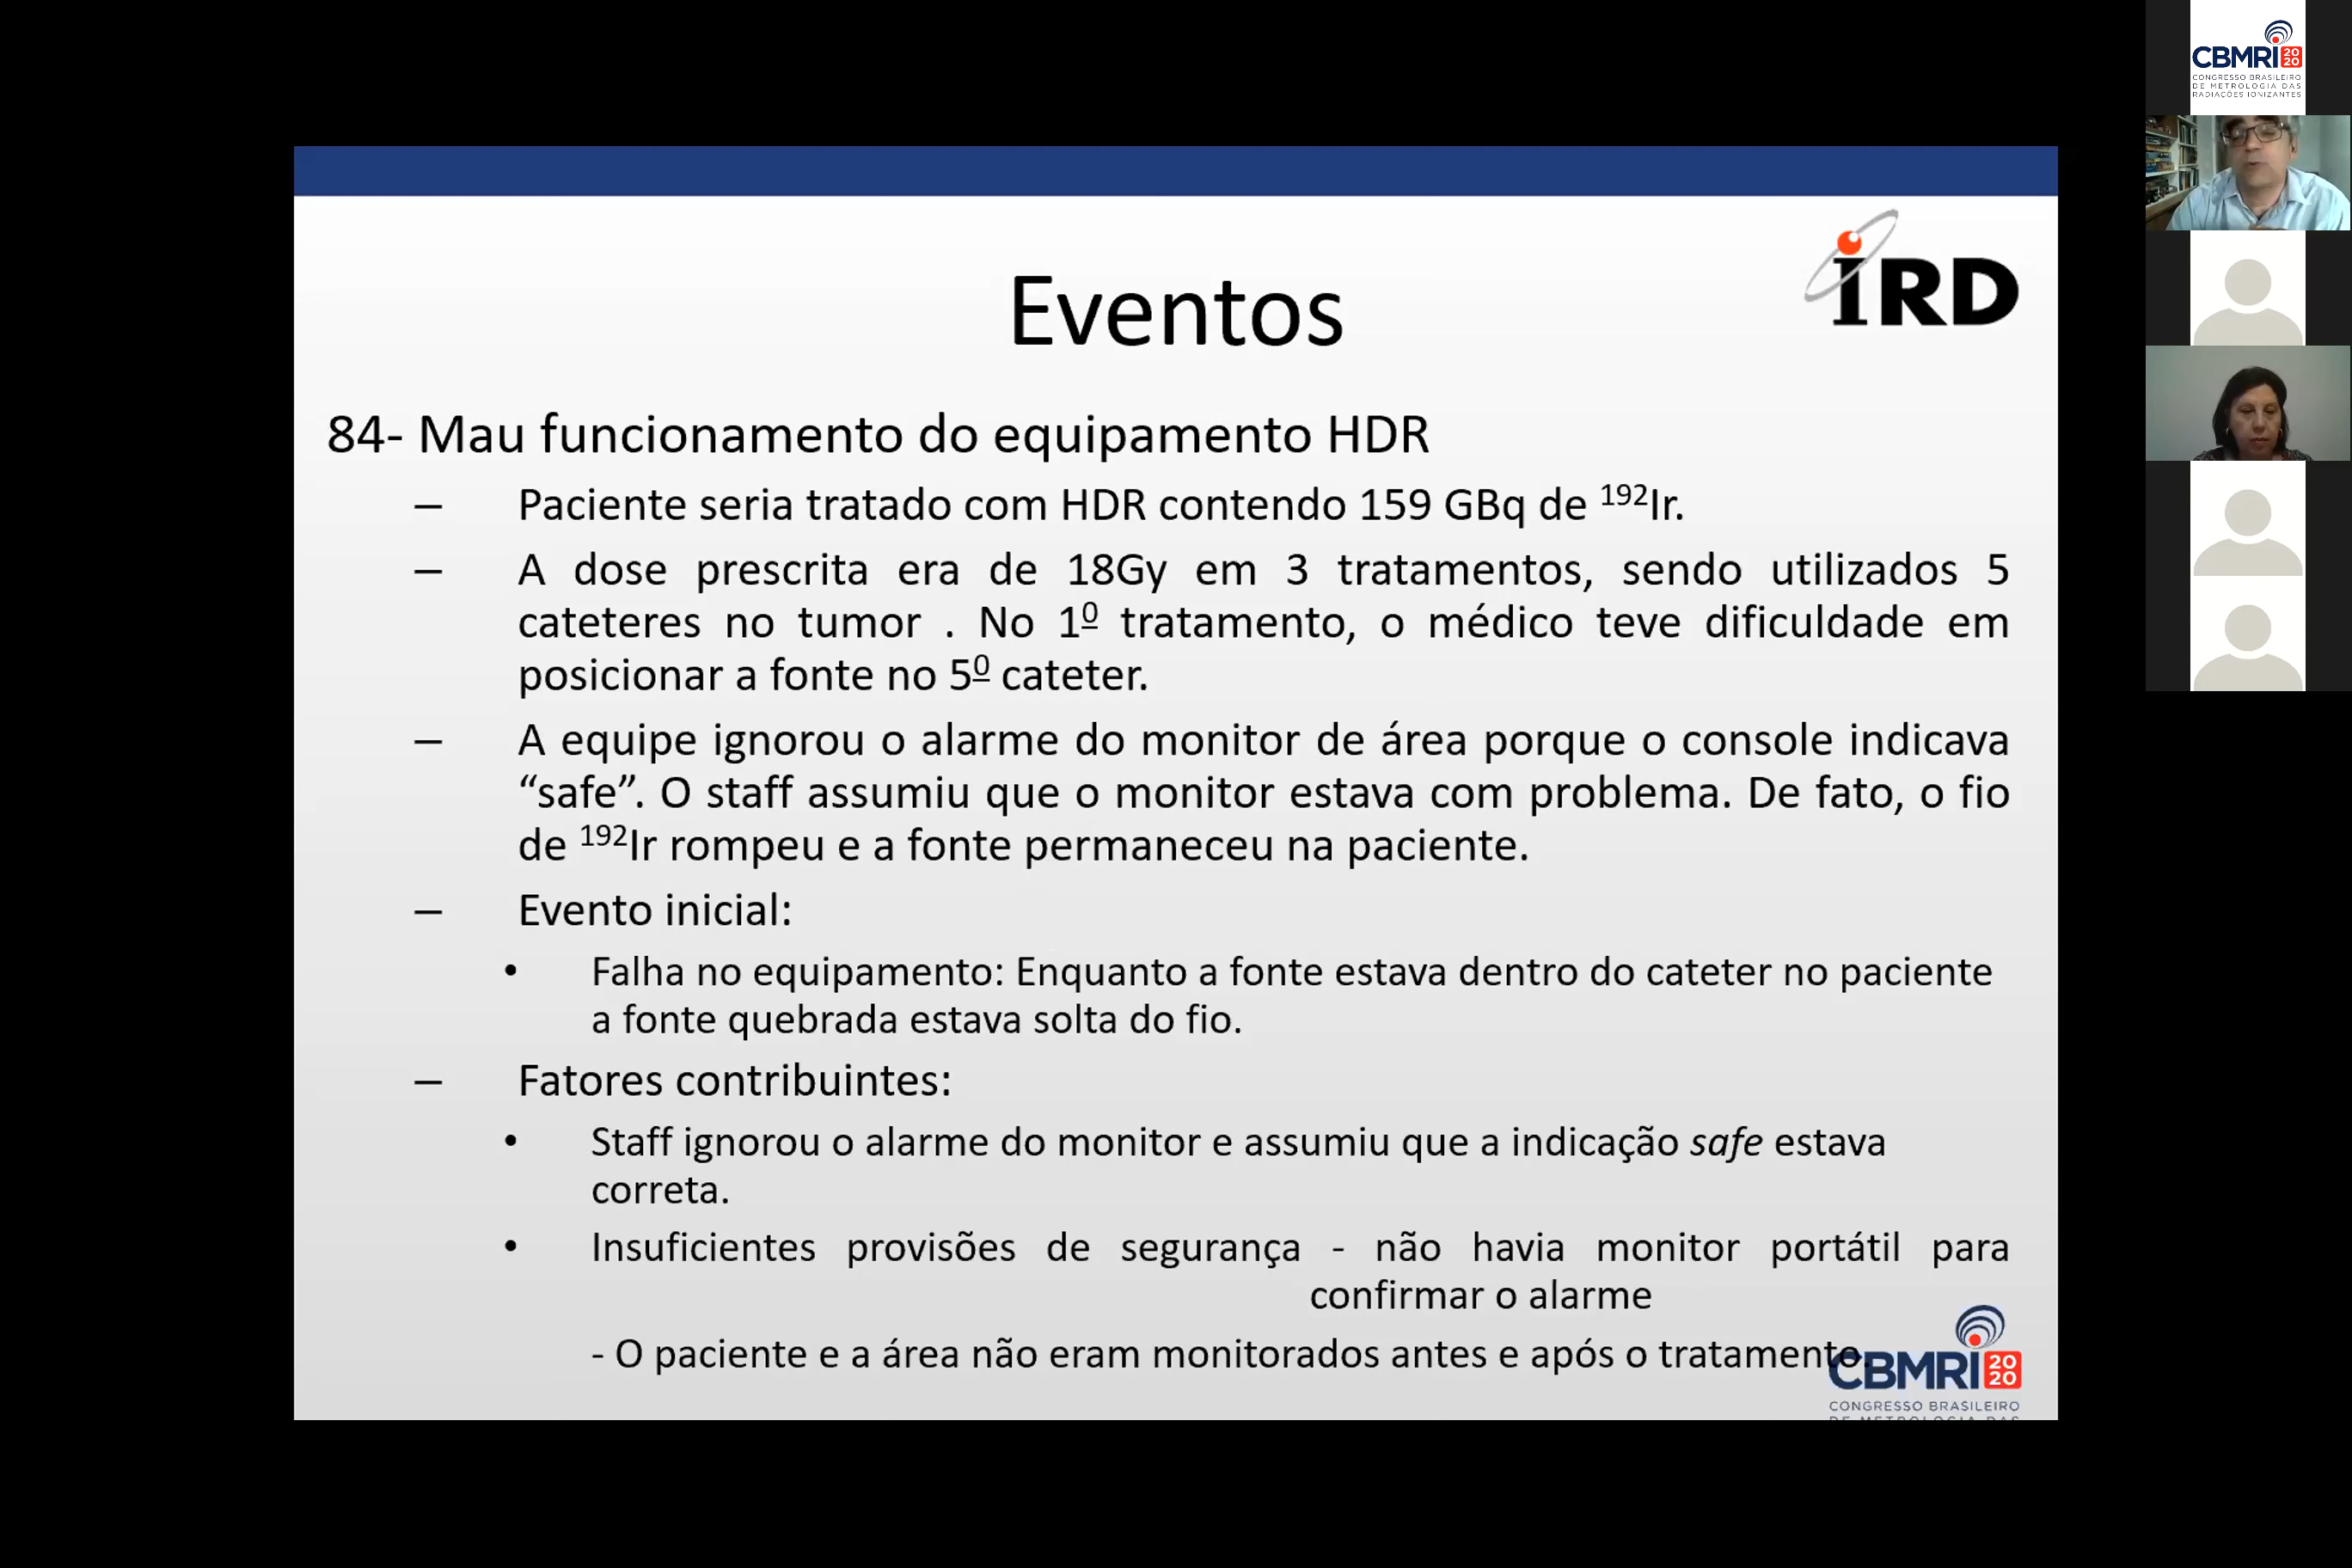 Eventos
iRD
84- Mau funcionamento do equipamento HDR
– Paciente seria tratado com HDR contendo 159 GBq de 192Ir.
– A dose prescrita era de 18Gy em 3 tratamentos, sendo utilizados 5
cateteres no tumor . No 1º tratamento, o médico teve dificuldade em
posicionar a fonte no 5º cateter.
– A equipe ignorou o alarme do monitor de área porque o console indicava
“safe”. O staff assumiu que o monitor estava com problema. De fato, o fio
de 192Ir rompeu e a fonte permaneceu na paciente.
– Evento inicial:
• Falha no equipamento: Enquanto a fonte estava dentro do cateter no paciente
a fonte quebrada estava solta do fio.
– Fatores contribuintes:
• Staff ignorou o alarme do monitor e assumiu que a indicação safe estava
correta.
• Insuficientes provisões de segurança - não havia monitor portátil para
confirmar o alarme
- O paciente e a área não eram monitorados antes e após o tratamento.
CBMRI 2020
CONGRESSO BRASILEIRO
DE METROLOGIA DAS
CBMRI 2020
CONGRESSO BRASILEIRO
DE METROLOGIA DAS
RADIAÇÕES IONIZANTES